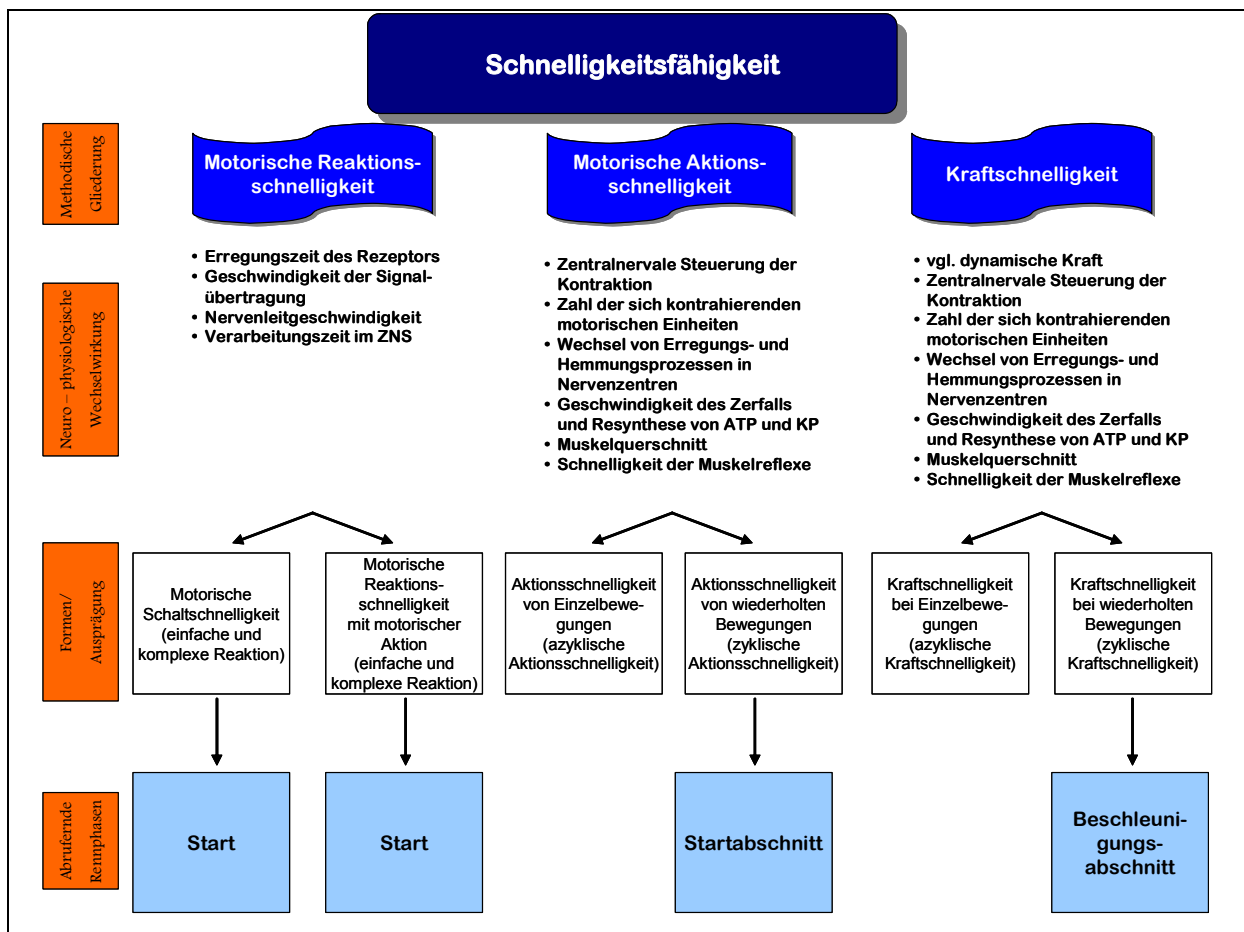 Schnelligkeitsfähigkeit
Methodische
Gliederung
Motorische Reaktions-
schnelligkeit
Motorische Aktions-
schnelligkeit
Kraftschnelligkeit
Neuro – physiologische
Wechselwirkung
• Erregungszeit des Rezeptors
• Geschwindigkeit der Signal-
übertragung
• Nervenleitgeschwindigkeit
• Verarbeitungszeit im ZNS
• Zentralnervale Steuerung der
Kontraktion
• Zahl der sich kontrahierenden
motorischen Einheiten
• Wechsel von Erregungs- und
Hemmungsprozessen in
Nervenzentren
• Geschwindigkeit des Zerfalls
und Resynthese von ATP und KP
• Muskelquerschnitt
• Schnelligkeit der Muskelreflexe
• vgl. dynamische Kraft
• Zentralnervale Steuerung der
Kontraktion
• Zahl der sich kontrahierenden
motorischen Einheiten
• Wechsel von Erregungs- und
Hemmungsprozessen in
Nervenzentren
• Geschwindigkeit des Zerfalls
und Resynthese von ATP und KP
• Muskelquerschnitt
• Schnelligkeit der Muskelreflexe
Formen/
Ausprägung
Motorische
Schaltschnelligkeit
(einfache und
komplexe Reaktion)
Motorische
Reaktions-
schnelligkeit
mit motorischer
Aktion
(einfache und
komplexe Reaktion)
Aktionsschnelligkeit
von Einzelbewe-
gungen
(azyklische
Aktionsschnelligkeit)
Aktionsschnelligkeit
von wiederholten
Bewegungen
(zyklische
Aktionsschnelligkeit)
Kraftschnelligkeit
bei Einzelbewe-
gungen
(azyklische
Kraftschnelligkeit)
Kraftschnelligkeit
bei wiederholten
Bewegungen
(zyklische
Kraftschnelligkeit)
Abrufernde
Rennphasen
Start
Start
Startabschnitt
Beschleuni-
gungs-
abschnitt